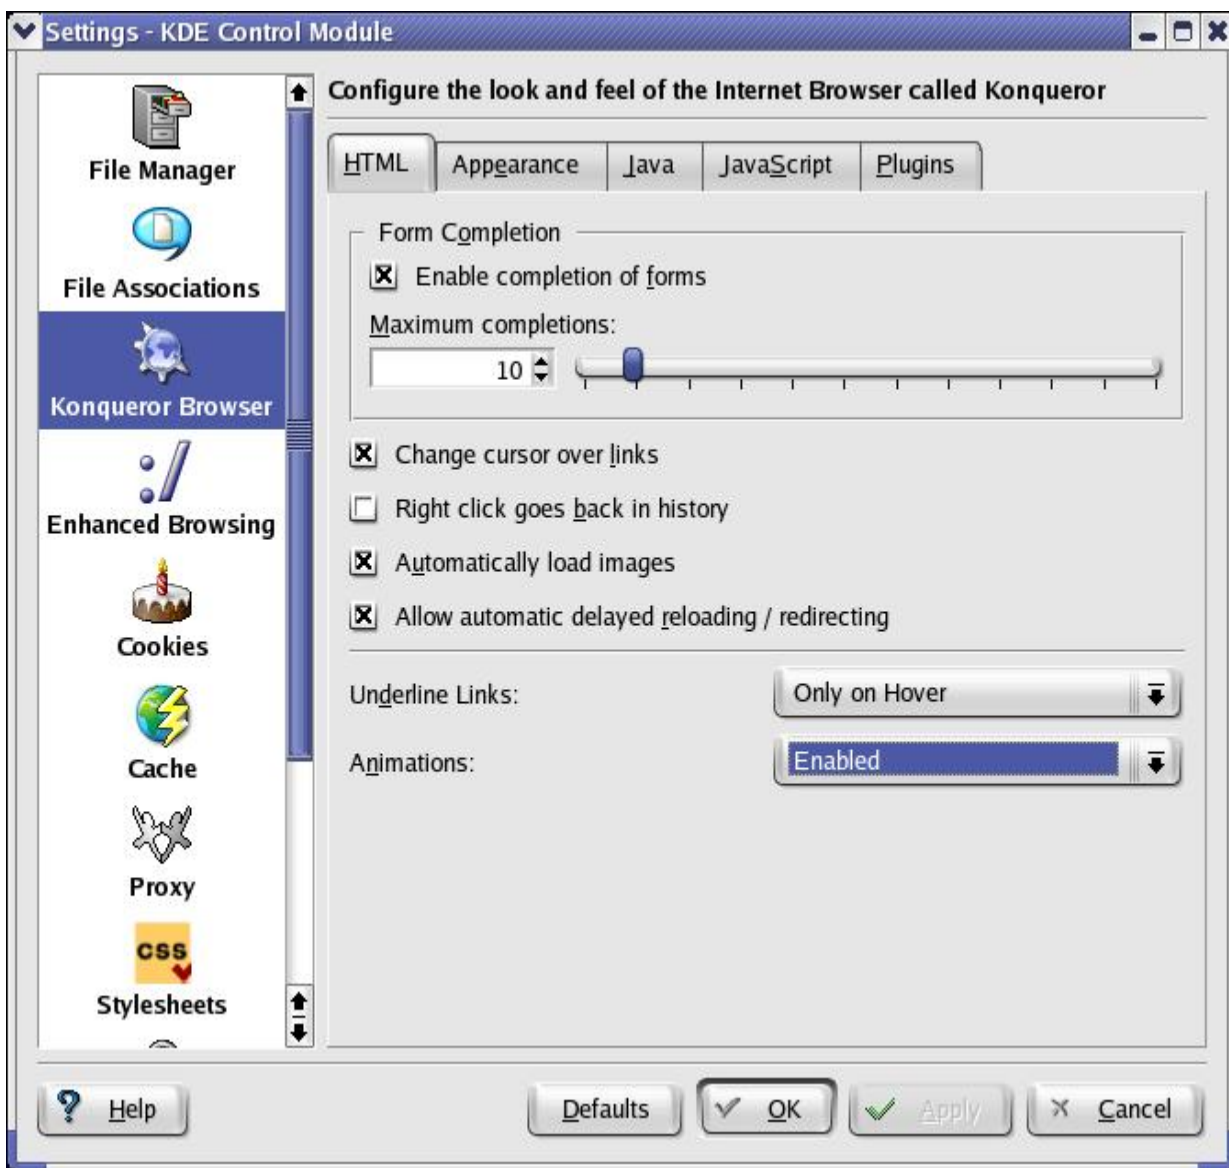 Settings - KDE Control Module
File Manager
File Associations
Konqueror Browser
Enhanced Browsing
Cookies
Cache
Proxy
css
Stylesheets
Configure the look and feel of the Internet Browser called Konqueror
HTML
Appearance
Java
JavaScript
Plugins
Form Completion
Enable completion of forms
Maximum completions:
10
Change cursor over links
Right click goes back in history
Automatically load images
Allow automatic delayed reloading / redirecting
Underline Links:
Only on Hover
Animations:
Enabled
? Help
Defaults
OK
Apply
Cancel